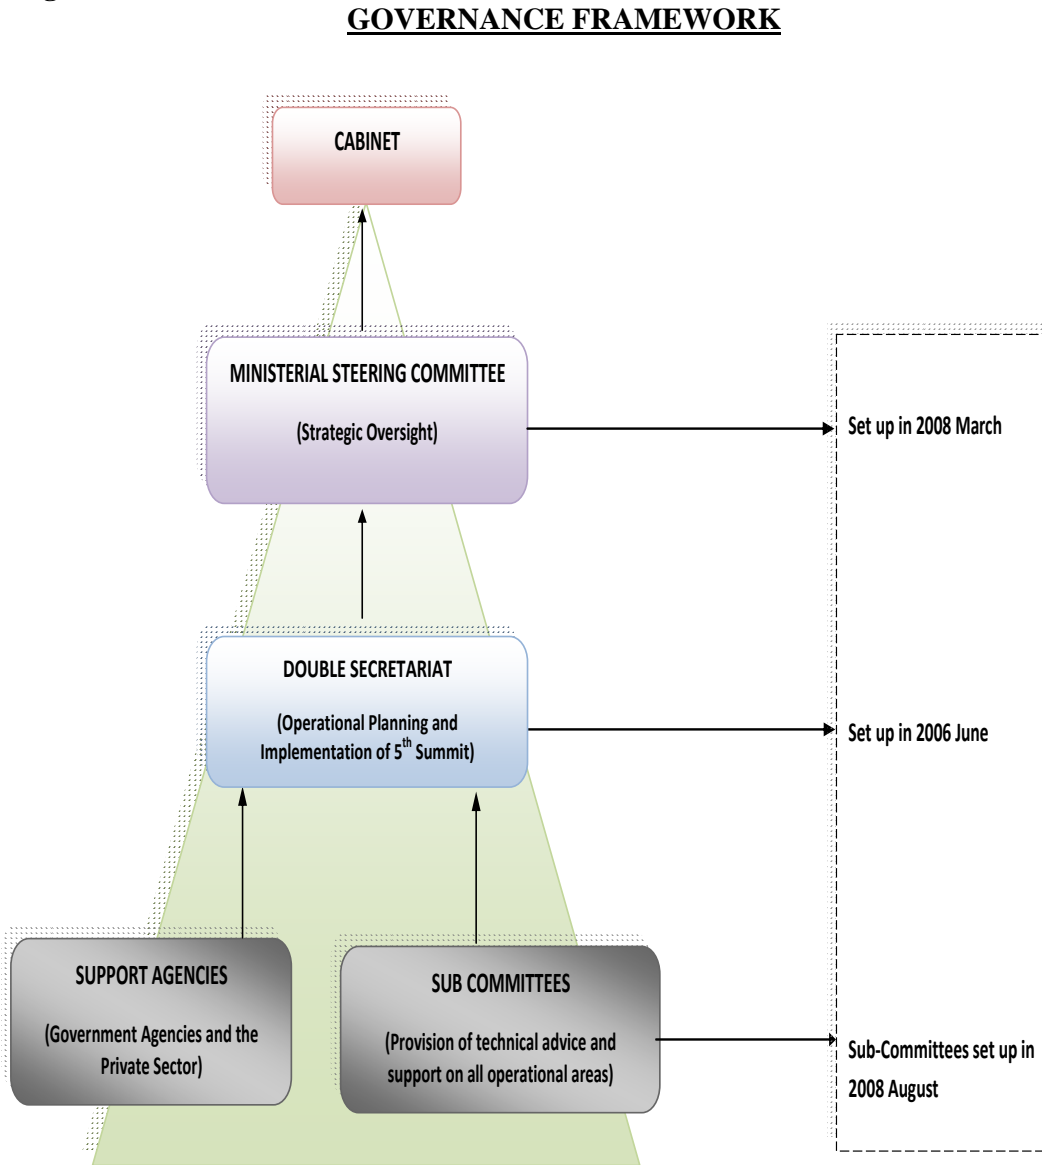 GOVERNANCE FRAMEWORK
CABINET
MINISTERIAL STEERING COMMITTEE
(Strategic Oversight)
Set up in 2008 March
DOUBLE SECRETARIAT
(Operational Planning and
Implementation of 5th Summit)
Set up in 2006 June
SUPPORT AGENCIES
(Government Agencies and the
Private Sector)
SUB COMMITTEES
(Provision of technical advice and
support on all operational areas)
Sub-Committees set up in
2008 August